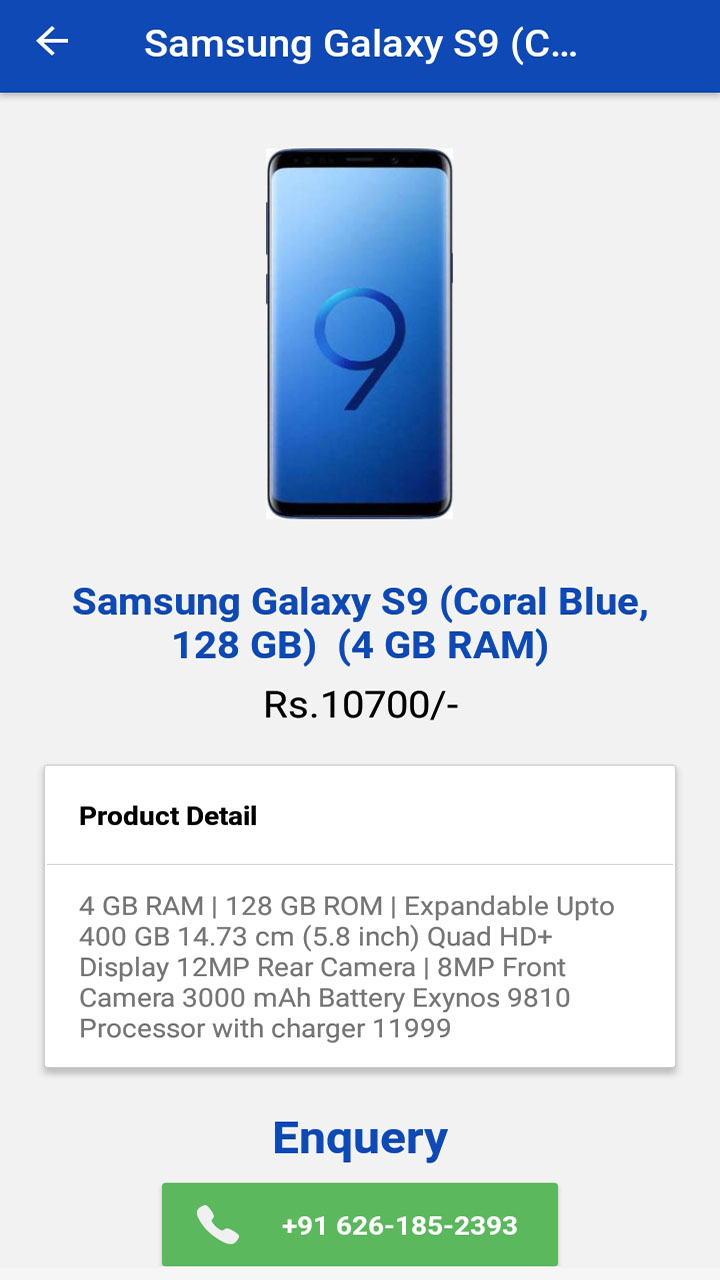 Samsung Galaxy S9 (C...
9
Samsung Galaxy S9 (Coral Blue,
128 GB)  (4 GB RAM)
Rs.10700/-
Product Detail
4 GB RAM | 128 GB ROM | Expandable Upto
400 GB 14.73 cm (5.8 inch) Quad HD+
Display 12MP Rear Camera | 8MP Front
Camera 3000 mAh Battery Exynos 9810
Processor with charger 11999
Enquery
+91 626-185-2393